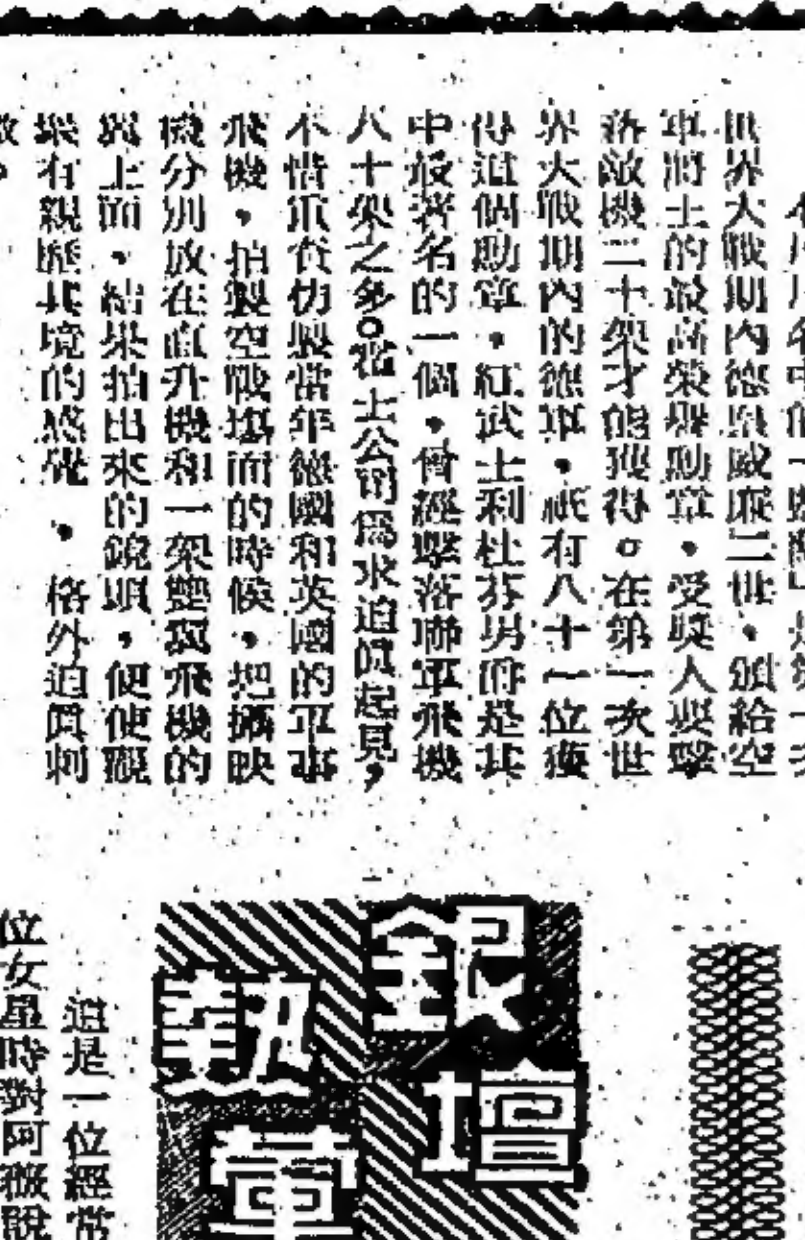 世界大戰期內德皇威廉二世,頒給空
軍將士的最高榮譽勳章。受奬人要擊
落敵機二十架才能獲得。在第一次世
界大戰期內的德軍,祇有八十一位獲
得這個勳章,紅武士利杜芬男爵是其
中最著名的一個,曾經擊落聯軍飛機
八十架之多。霍士公司爲求迫眞起見,
不惜重資仿製當年德國和英國的軍事
飛機,拍製空戰塲面的時候,把攝映
機分別放在直升機和一架雙翼飛機的
翼上面,結果拍出來的鏡頭,便使觀
衆有親歷其境的感覺,格外迫眞刺
激。
銀壇
熱葷
這是一位經常
位女星時對阿薇說